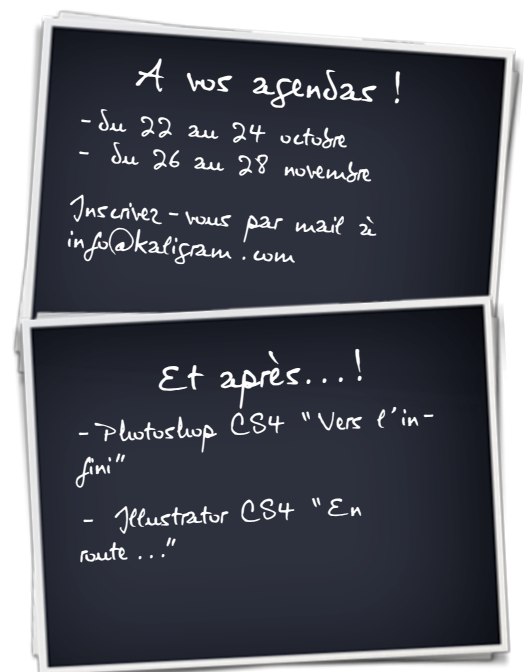 A vos agendas !
- du 22 au 24 octobre
- du 26 au 28 novembre
Inscrivez-vous par mail à
info@kaligram.com
Et après...!
- Photoshop CS4 "Vers l'in-
fini"
- Illustrator CS4 "En
route ..."